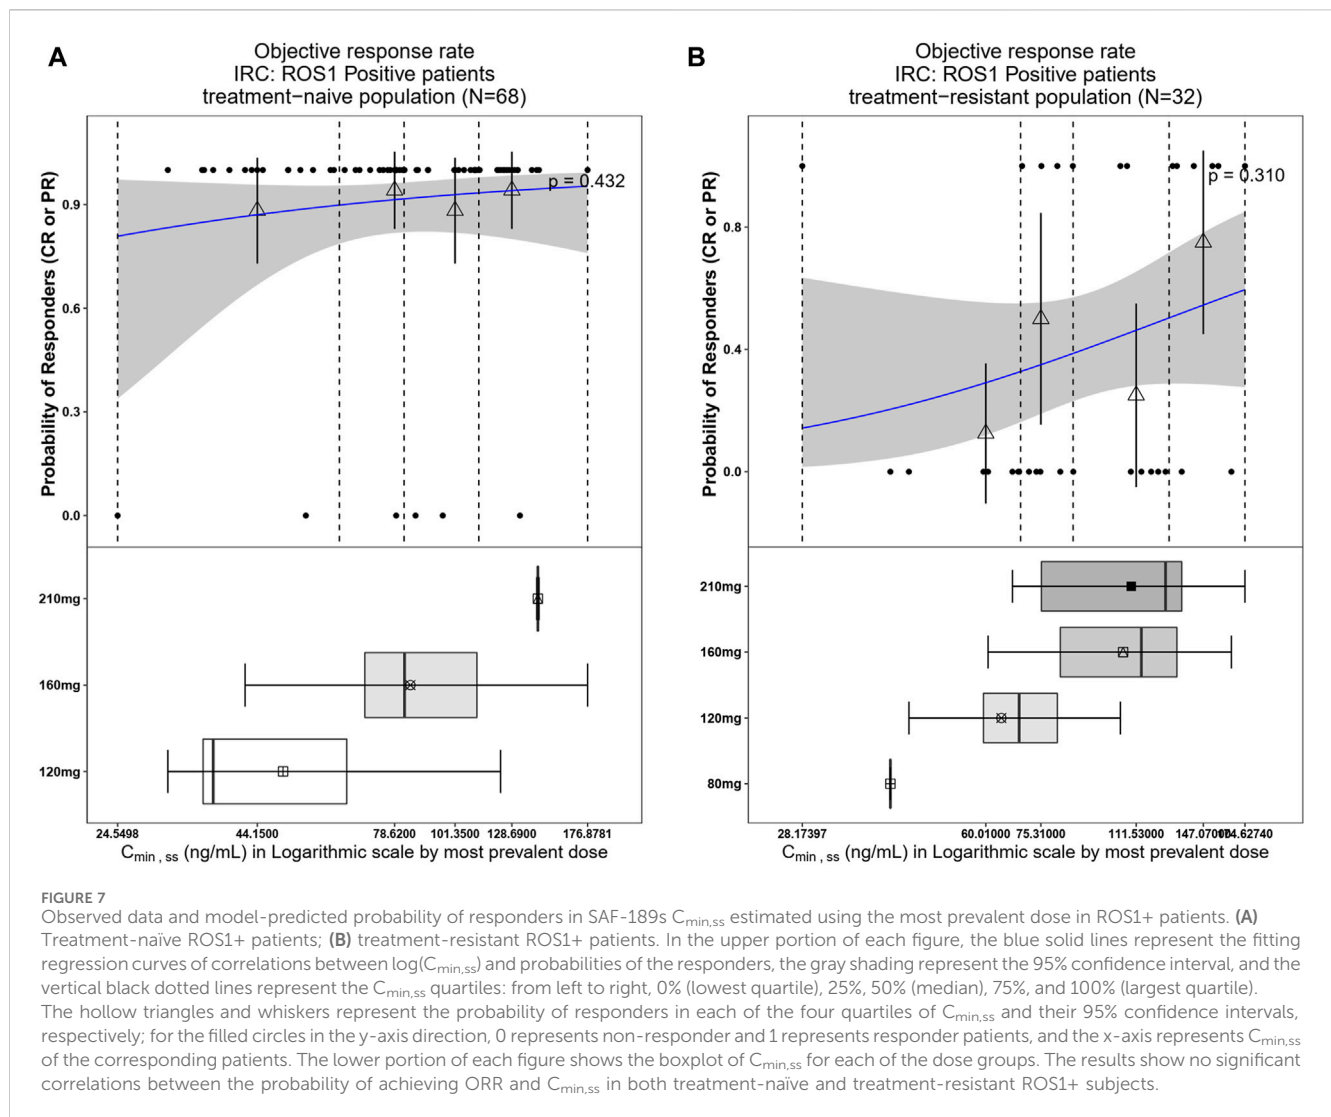 A
Objective response rate
IRC: ROS1 Positive patients
treatment−naive population (N=68)
p = 0.432
Probability of Responders (CR or PR)
0.9
0.6
0.3
0.0
210mg
160mg
120mg
24.5498 44.1500 78.6200 101.3500 128.6900 176.8781
Cmin,ss (ng/mL) in Logarithmic scale by most prevalent dose
B
Objective response rate
IRC: ROS1 Positive patients
treatment−resistant population (N=32)
p = 0.310
Probability of Responders (CR or PR)
0.8
0.4
0.0
210mg
160mg
120mg
80mg
28.17397 60.01000 75.31000 111.53000 147.07000 174.62740
Cmin,ss (ng/mL) in Logarithmic scale by most prevalent dose
FIGURE 7
Observed data and model-predicted probability of responders in SAF-189s Cmin,ss estimated using the most prevalent dose in ROS1+ patients. (A)
Treatment-naïve ROS1+ patients; (B) treatment-resistant ROS1+ patients. In the upper portion of each figure, the blue solid lines represent the fitting
regression curves of correlations between log(Cmin,ss) and probabilities of the responders, the gray shading represent the 95% confidence interval, and the
vertical black dotted lines represent the Cmin,ss quartiles: from left to right, 0% (lowest quartile), 25%, 50% (median), 75%, and 100% (largest quartile).
The hollow triangles and whiskers represent the probability of responders in each of the four quartiles of Cmin,ss and their 95% confidence intervals,
respectively; for the filled circles in the y-axis direction, 0 represents non-responder and 1 represents responder patients, and the x-axis represents Cmin,ss
of the corresponding patients. The lower portion of each figure shows the boxplot of Cmin,ss for each of the dose groups. The results show no significant
correlations between the probability of achieving ORR and Cmin,ss in both treatment-naïve and treatment-resistant ROS1+ subjects.